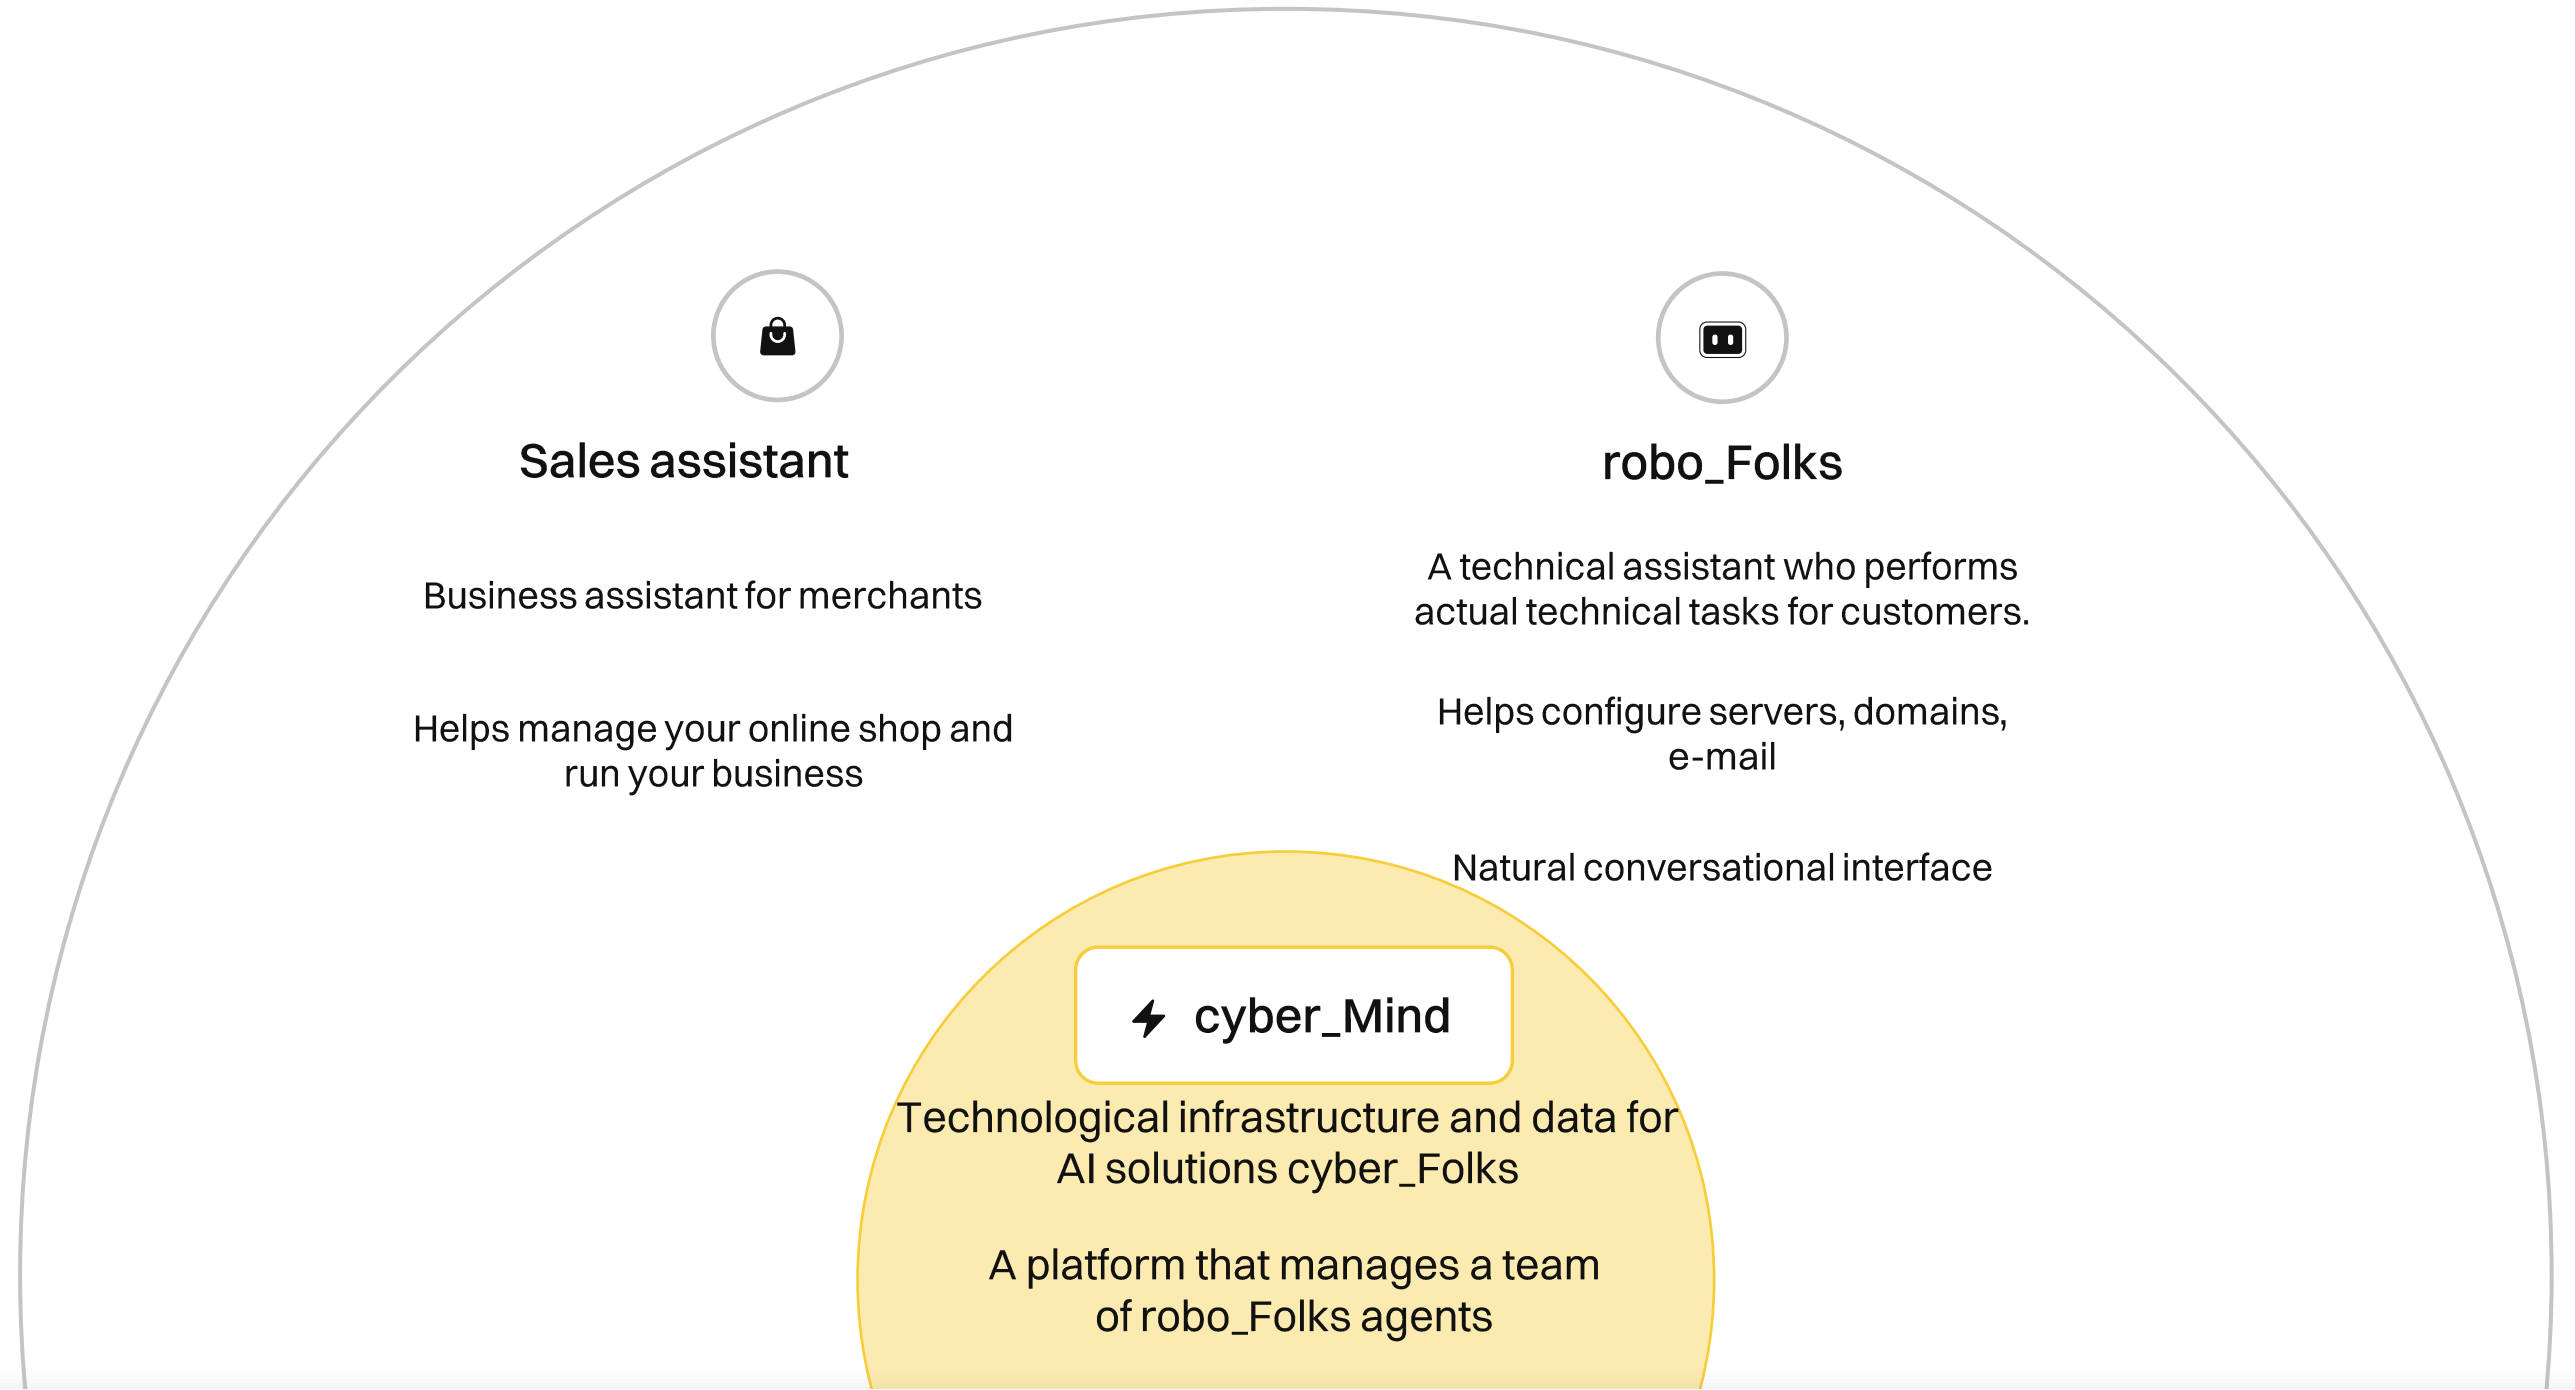 Sales assistant
Business assistant for merchants
Helps manage your online shop and
run your business
robo_Folks
A technical assistant who performs
actual technical tasks for customers.
Helps configure servers, domains,
e-mail
Natural conversational interface
cyber_Mind
Technological infrastructure and data for
AI solutions cyber_Folks
A platform that manages a team
of robo_Folks agents